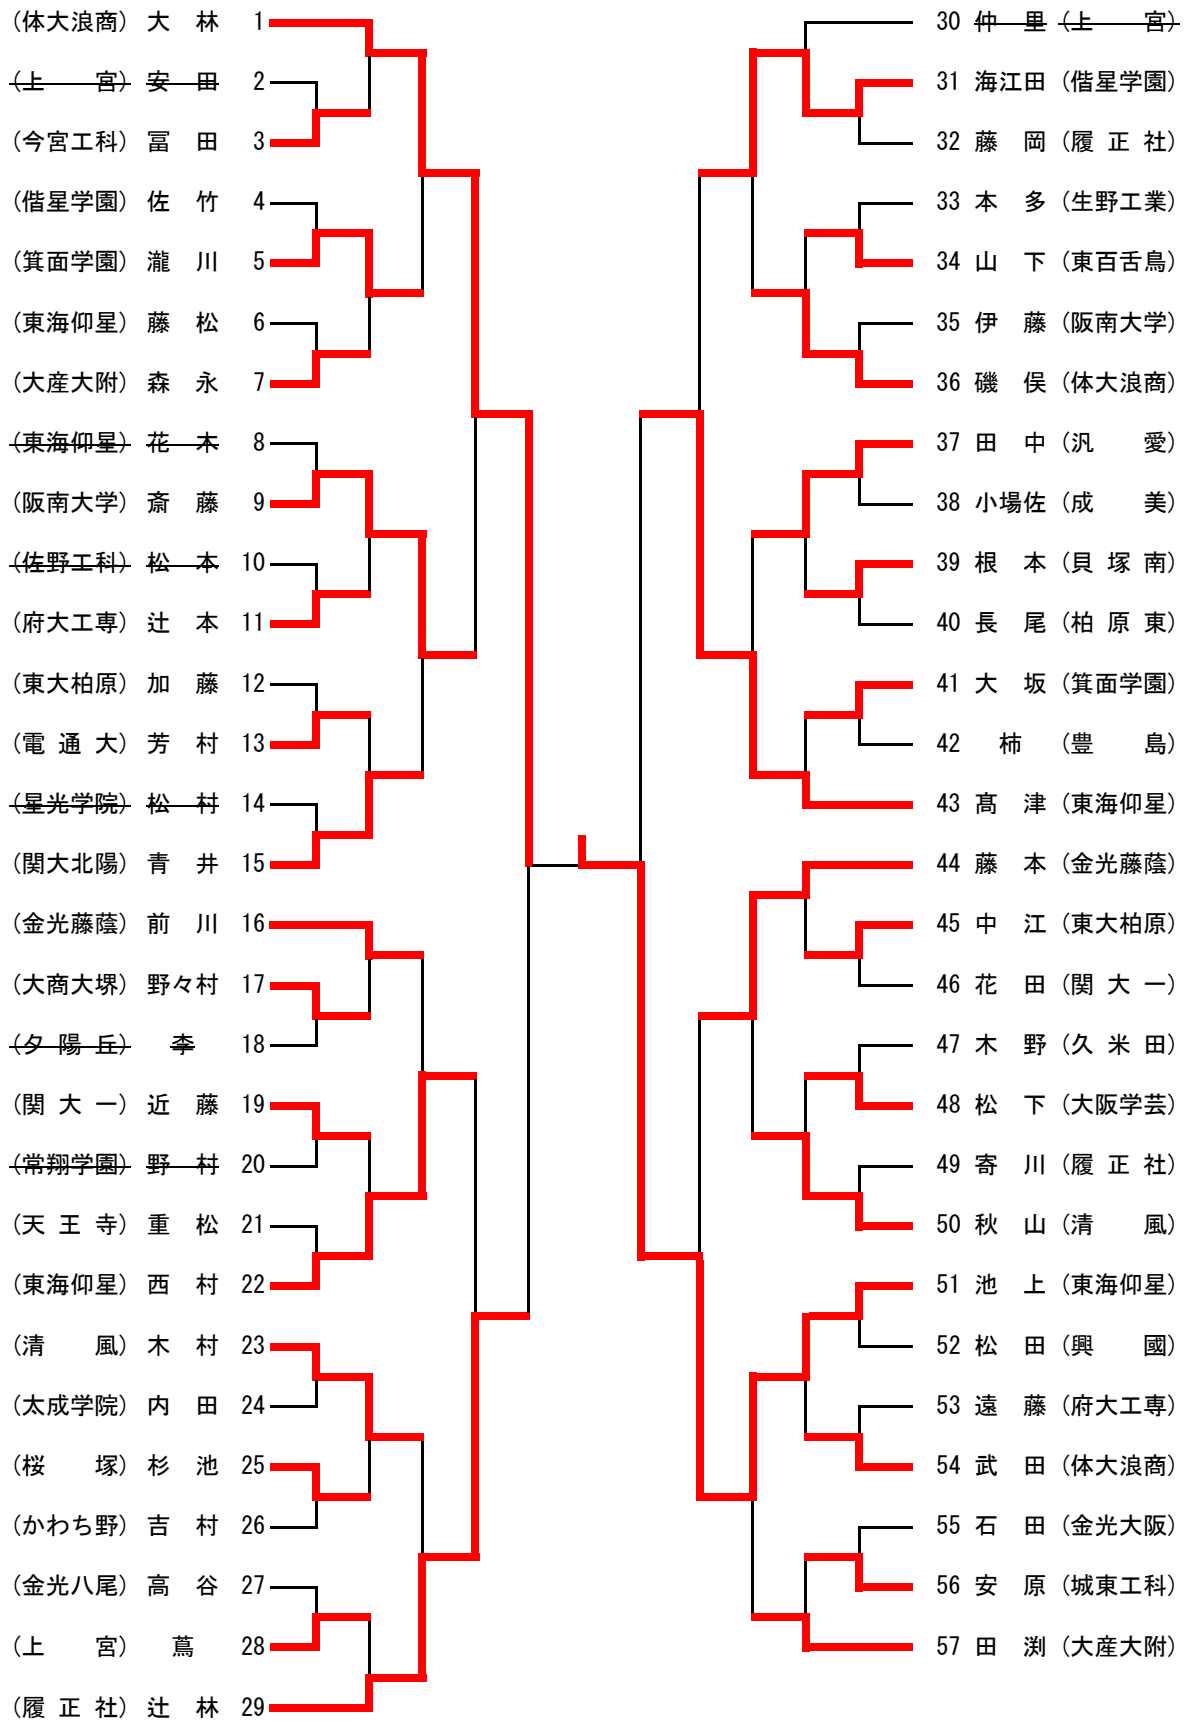 (体大浪商) 大 林 1
(上 宮) 安 田 2
(今宮工科) 冨 田 3
(偕星学園) 佐 竹 4
(箕面学園) 瀧 川 5
(東海仰星) 藤 松 6
(大産大附) 森 永 7
(東海仰星) 花 木 8
(阪南大学) 斎 藤 9
(佐野工科) 松 本 10
(府大工専) 辻 本 11
(東大柏原) 加 藤 12
(電 通 大) 芳 村 13
(星光学院) 松 村 14
(関大北陽) 青 井 15
(金光藤蔭) 前 川 16
(大商大堺) 野々村 17
(夕 陽 丘) 李 18
(関 大 一) 近 藤 19
(常翔学園) 野 村 20
(天 王 寺) 重 松 21
(東海仰星) 西 村 22
(清 風) 木 村 23
(太成学院) 内 田 24
(桜 塚) 杉 池 25
(かわち野) 吉 村 26
(金光八尾) 高 谷 27
(上 宮) 蔦 28
(履 正 社) 辻 林 29
30 仲 里 (上 宮)
31 海江田 (偕星学園)
32 藤 岡 (履 正 社)
33 本 多 (生野工業)
34 山 下 (東百舌鳥)
35 伊 藤 (阪南大学)
36 磯 俣 (体大浪商)
37 田 中 (汎 愛)
38 小場佐 (成 美)
39 根 本 (貝 塚 南)
40 長 尾 (柏 原 東)
41 大 坂 (箕面学園)
42 柿 (豊 島)
43 髙 津 (東海仰星)
44 藤 本 (金光藤蔭)
45 中 江 (東大柏原)
46 花 田 (関 大 一)
47 木 野 (久 米 田)
48 松 下 (大阪学芸)
49 寄 川 (履 正 社)
50 秋 山 (清 風)
51 池 上 (東海仰星)
52 松 田 (興 國)
53 遠 藤 (府大工専)
54 武 田 (体大浪商)
55 石 田 (金光大阪)
56 安 原 (城東工科)
57 田 渕 (大産大附)